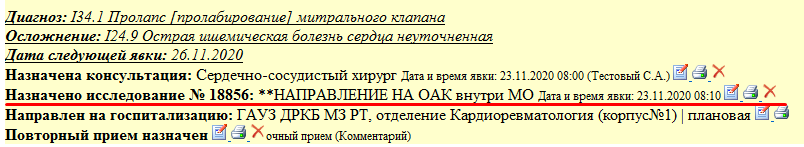 Диагноз: I34.1 Пролапс [пролабирование] митрального клапана
Осложнение: I24.9 Острая ишемическая болезнь сердца неуточненная
Дата следующей явки: 26.11.2020
Назначена консультация: Сердечно-сосудистый хирург Дата и время явки: 23.11.2020 08:00 (Тестовый С.А.)
Назначено исследование № 18856: **НАПРАВЛЕНИЕ НА ОАК внутри МО Дата и время явки: 23.11.2020 08:10
Направлен на госпитализацию: ГАУЗ ДРКБ МЗ РТ, отделение Кардиоревматология (корпус№1) | плановая
Повторный прием назначен очный прием (Комментарий)